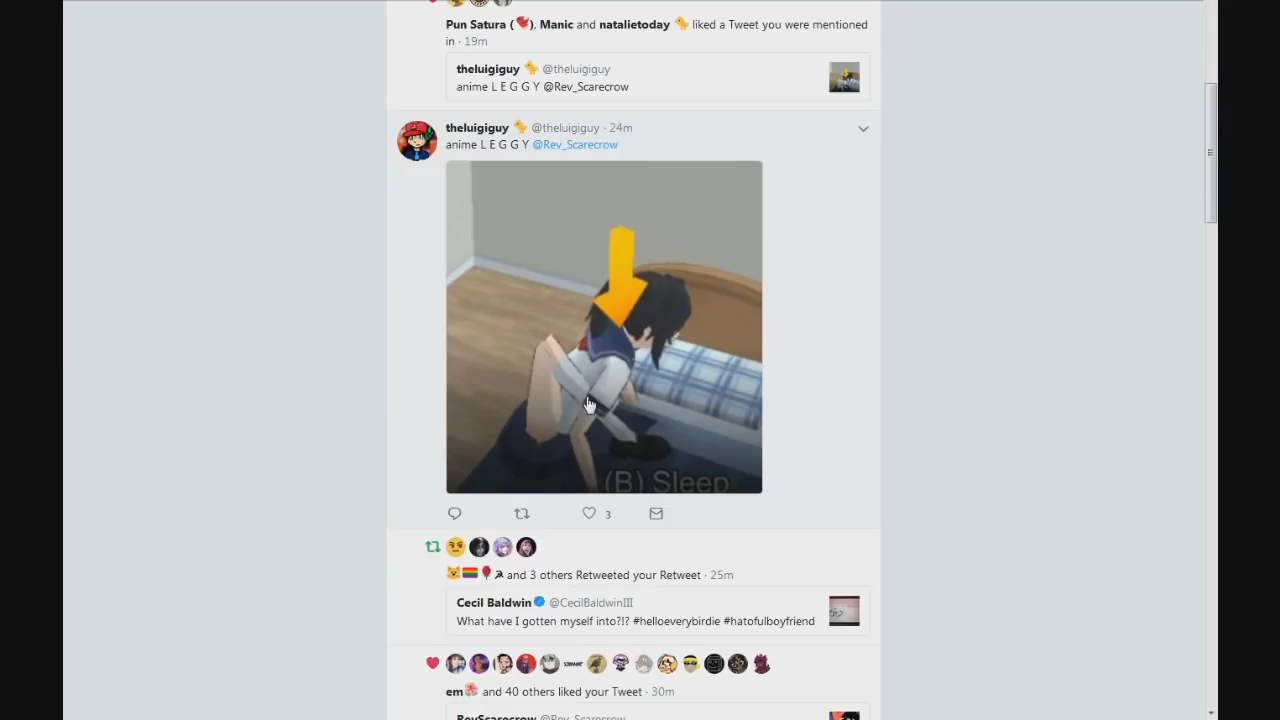 Pun Satura (🐦), Manic and natalietoday 🐤 liked a Tweet you were mentioned
in · 19m
theluigiguy 🐤 @theluigiguy
anime L E G G Y @Rev_Scarecrow
theluigiguy 🐤 @theluigiguy · 24m
anime L E G G Y @Rev_Scarecrow
(B) Sleep
3
😺🏳️‍🌈🌹☭ and 3 others Retweeted your Retweet · 25m
Cecil Baldwin @CecilBaldwinIII
What have I gotten myself into?!? #helloeverybirdie #hatofulboyfriend
em🌺 and 40 others liked your Tweet · 30m
RevScarecrow @Rev_Scarecrow